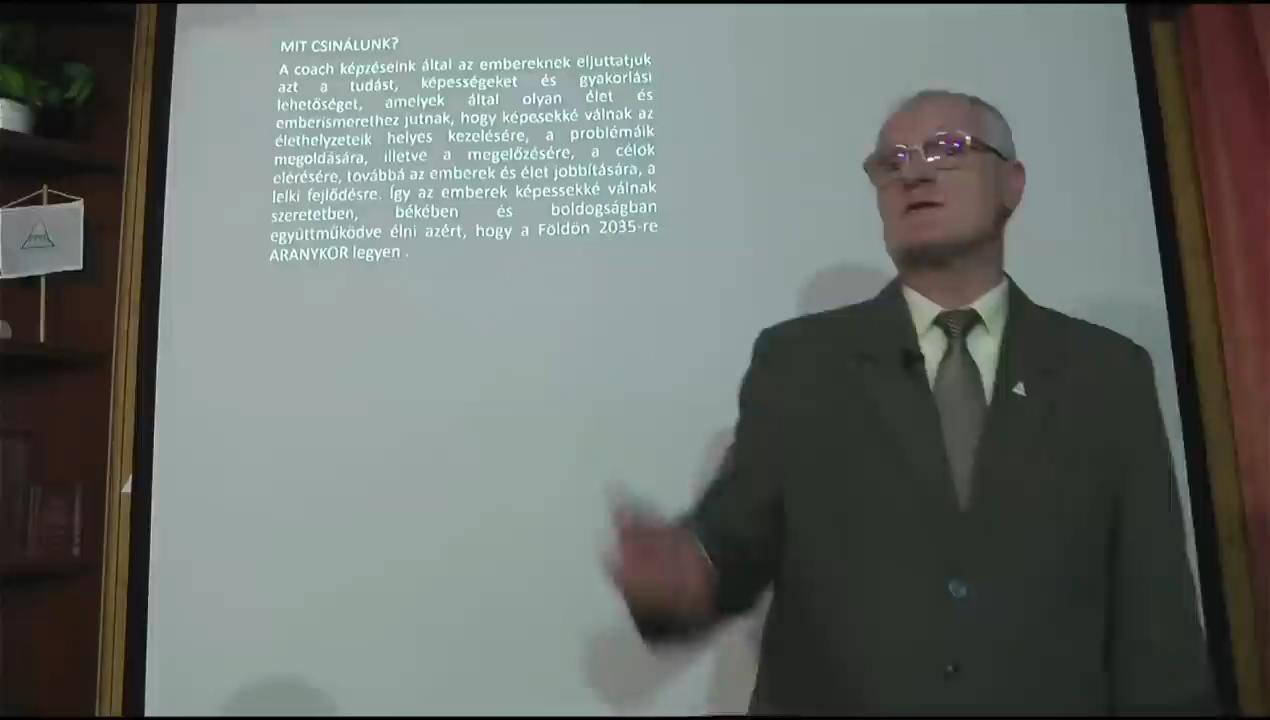 MIT CSINÁLUNK?
A coach képzéseink által az embereknek eljuttatjuk
azt a tudást, képességeket és gyakorlási
lehetőséget, amelyek által olyan élet és
emberismerethez jutnak, hogy képesekké válnak az
élethelyzeteik helyes kezelésére, a problémáik
megoldására, illetve a megelőzésére, a célok
elérésére, továbbá az emberek és élet jobbítására, a
lelki fejlődésre. Így az emberek képessekké válnak
szeretetben, békében és boldogságban
együttműködve élni azért, hogy a Földön 2035-re
ARANYKOR legyen .